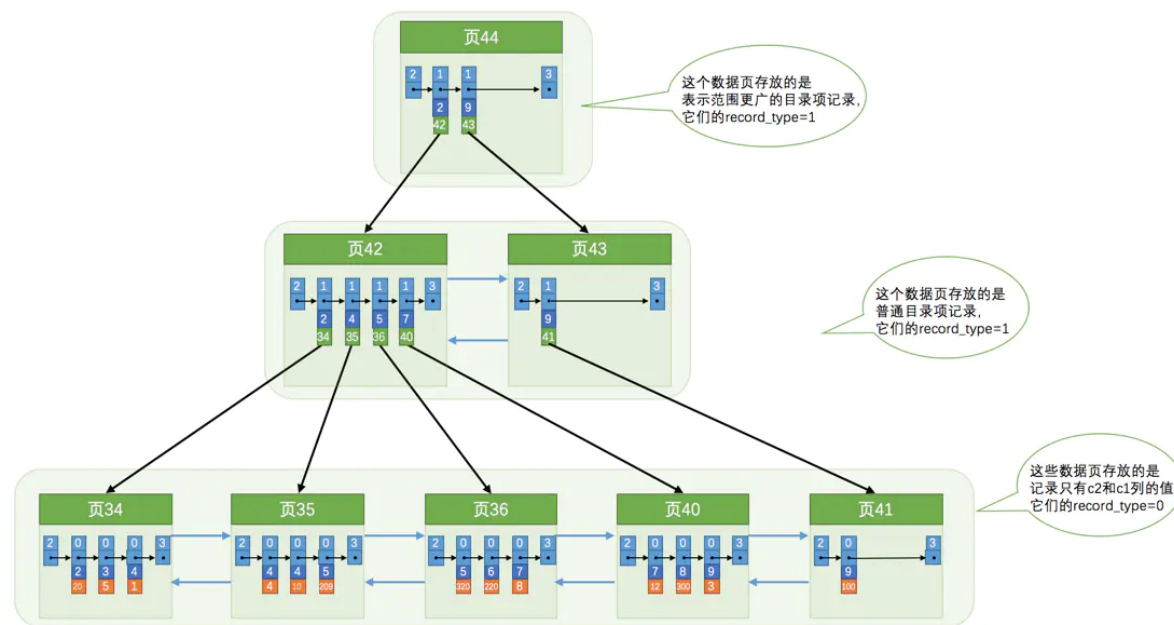 页44
2 1 1 3
2 9
42 43
这个数据页存放的是
表示范围更广的目录项记录，
它们的record_type=1
页42
2 1 1 1 1 3
2 4 5 7
34 35 36 40
页43
2 1 3
9
41
这个数据页存放的是
普通目录项记录，
它们的record_type=1
页34
2 0 0 0 3
2 3 4
20 5 1
页35
2 0 0 0 3
4 4 5
4 10 209
页36
2 0 0 0 3
5 6 7
320 220 8
页40
2 0 0 0 3
7 8 9
12 300 3
页41
2 0 3
9
100
这些数据页存放的是
记录只有c2和c1列的值
它们的record_type=0